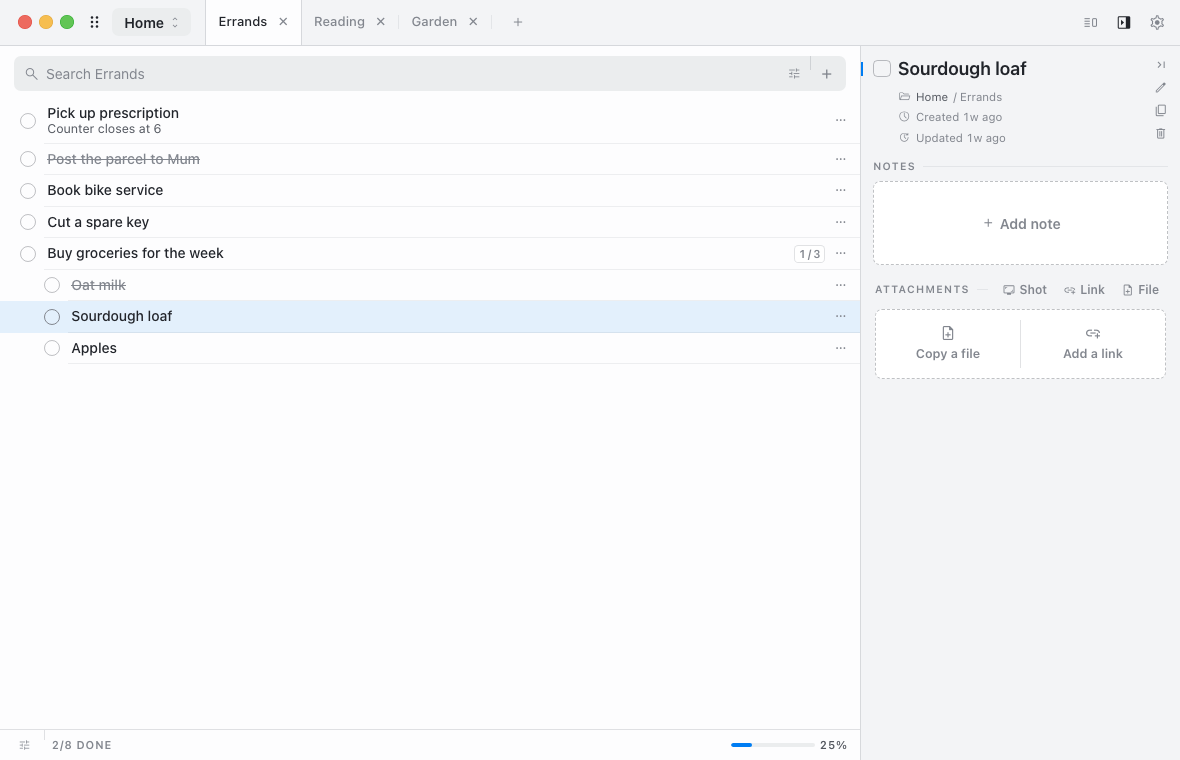 Home
Errands
Reading
Garden
Search Errands
Pick up prescription
Counter closes at 6
Post the parcel to Mum
Book bike service
Cut a spare key
Buy groceries for the week
1/3
Oat milk
Sourdough loaf
Apples
2/8 DONE
25%
Sourdough loaf
Home / Errands
Created 1w ago
Updated 1w ago
NOTES
+ Add note
ATTACHMENTS
Shot
Link
File
Copy a file
Add a link